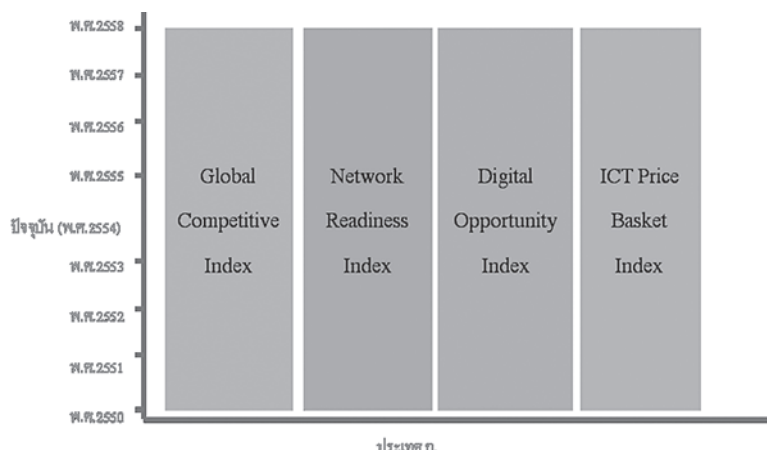 พ.ศ.2558
พ.ศ.2557
พ.ศ.2556
พ.ศ.2555
ปัจจุบัน (พ.ศ.2554)
พ.ศ.2553
พ.ศ.2552
พ.ศ.2551
พ.ศ.2550
Global
Competitive
Index
Network
Readiness
Index
Digital
Opportunity
Index
ICT Price
Basket
Index